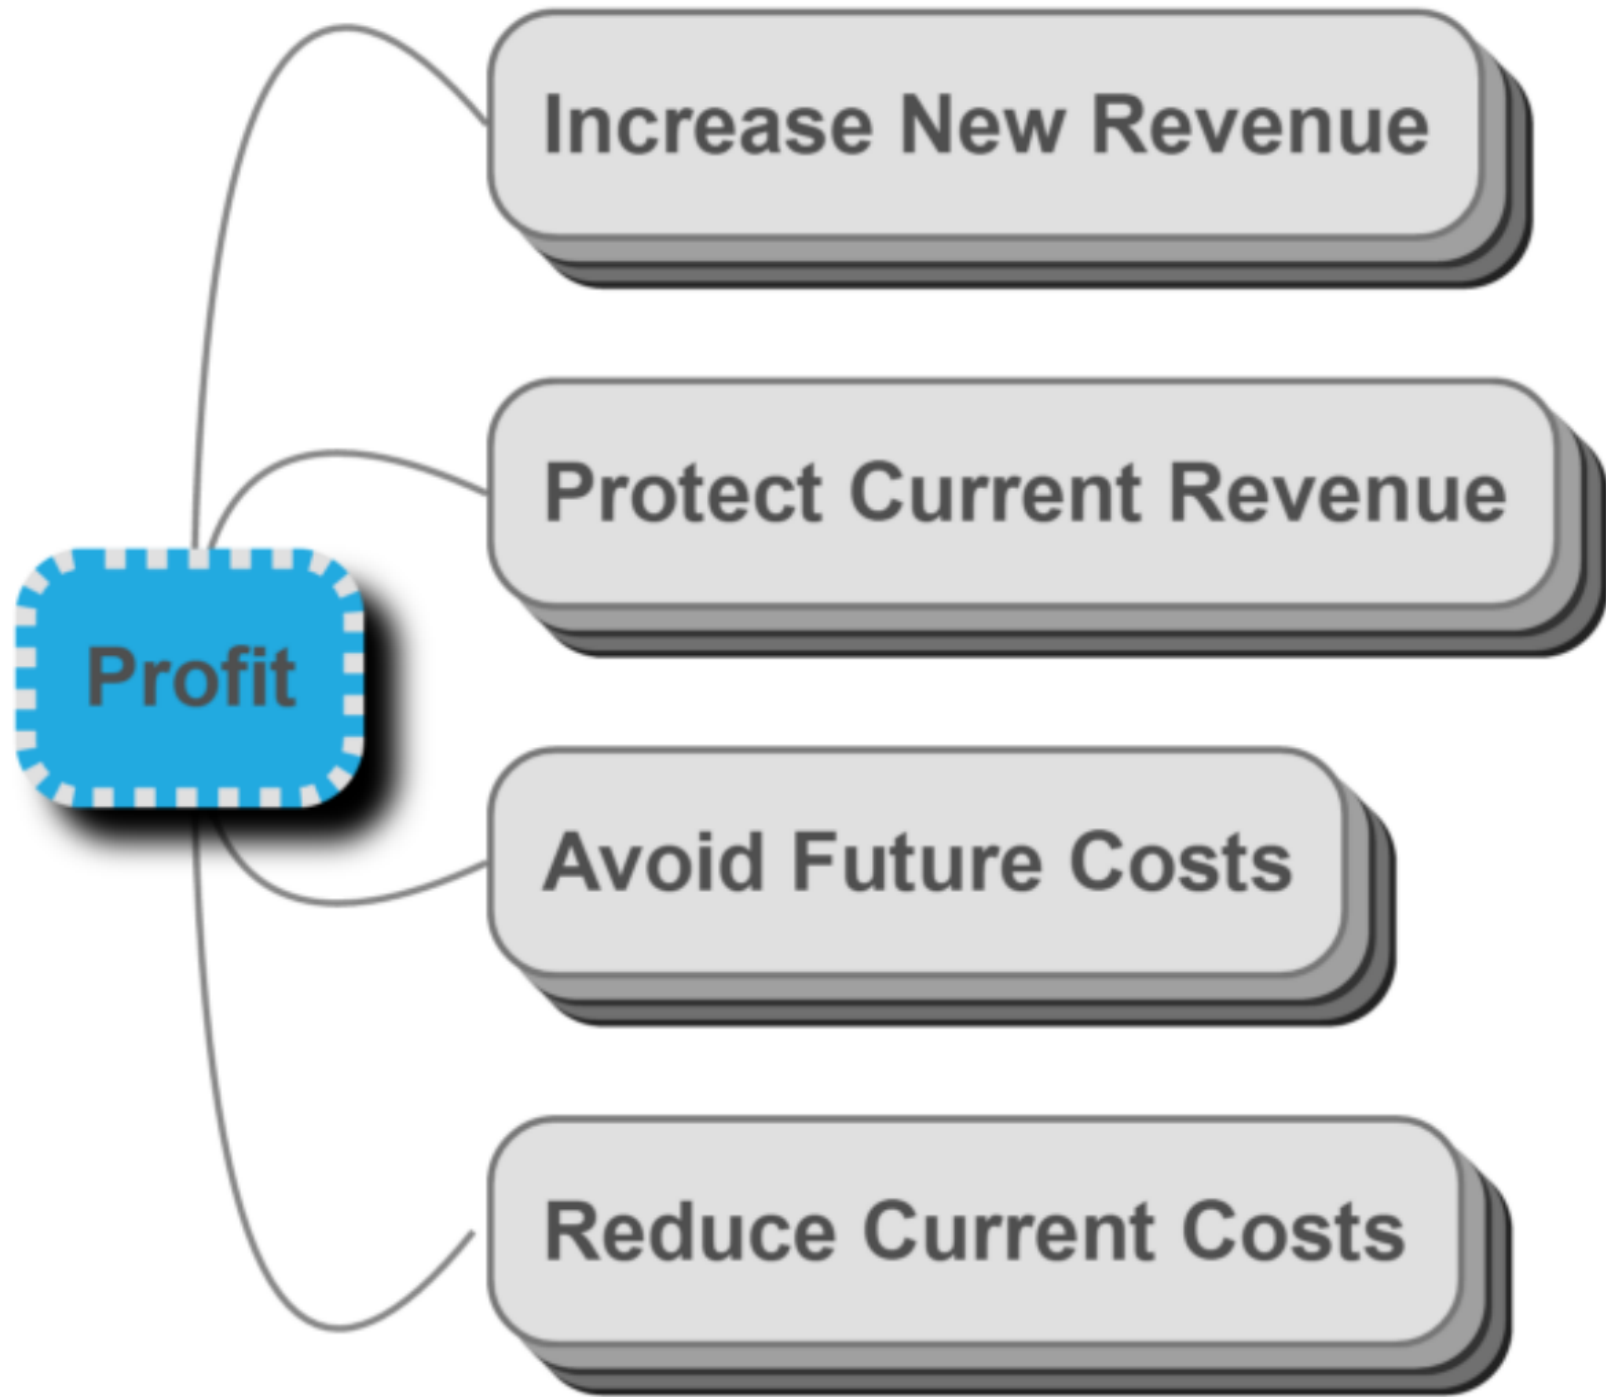 Increase New Revenue
Protect Current Revenue
Profit
Avoid Future Costs
Reduce Current Costs